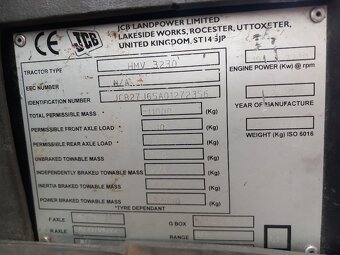 CE JCB
JCB LANDPOWER LIMITED
LAKESIDE WORKS, ROCESTER, UTTOXETER,
UNITED KINGDOM, ST14 5JP
TRACTOR TYPE HMV 3230
EEC NUMBER N/A
IDENTIFICATION NUMBER
TOTAL PERMISSIBLE MASS (Kg)
PERMISSIBLE FRONT AXLE LOAD (Kg)
PERMISSIBLE REAR AXLE LOAD (Kg)
UNBRAKED TOWABLE MASS (Kg)
INDEPENDENTLY BRAKED TOWABLE MASS (Kg)
INERTIA BRAKED TOWABLE MASS (Kg)
POWER BRAKED TOWABLE MASS (Kg)
*TYRE DEPENDANT
ENGINE POWER (Kw) @ rpm
YEAR OF MANUFACTURE
WEIGHT (Kg) ISO 6016
F.AXLE
G BOX
R.AXLE
RANGE